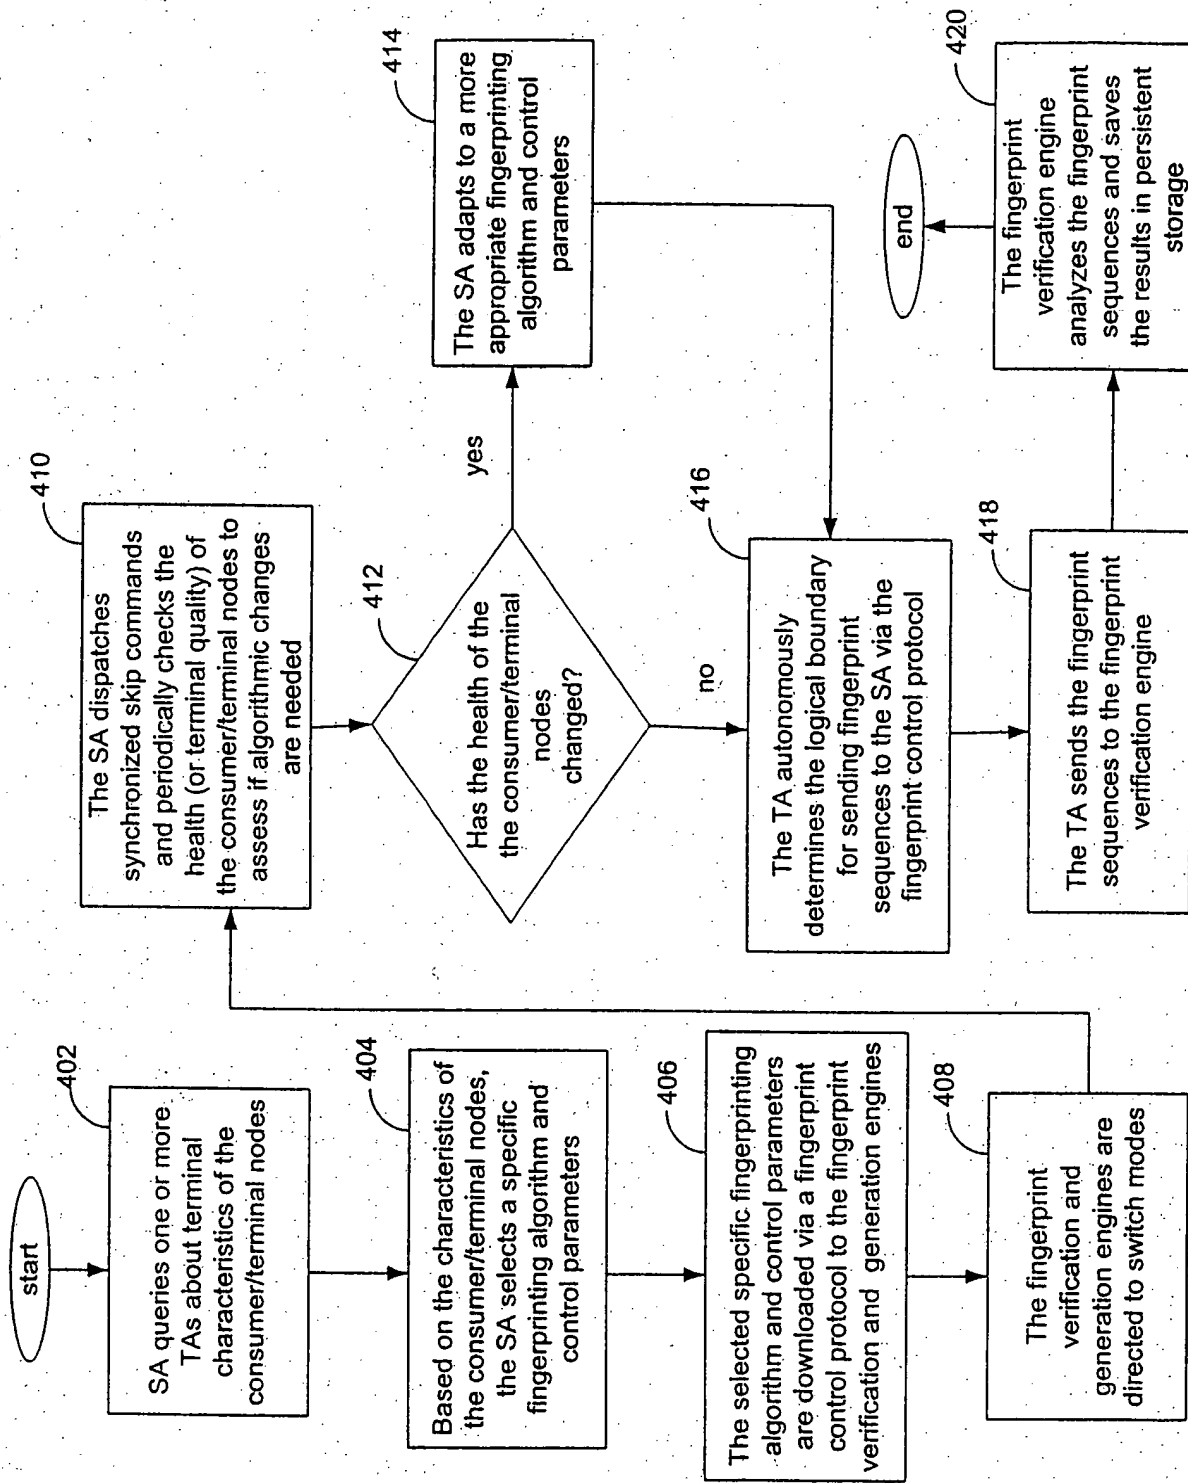 start
402
SA queries one or more
TAs about terminal
characteristics of the
consumer/terminal nodes
404
Based on the characteristics of
the consumer/terminal nodes,
the SA selects a specific
fingerprinting algorithm and
control parameters
406
The selected specific fingerprinting
algorithm and control parameters
are downloaded via a fingerprint
control protocol to the fingerprint
verification and generation engines
408
The fingerprint
verification and
generation engines are
directed to switch modes
410
The SA dispatches
synchronized skip commands
and periodically checks the
health (or terminal quality) of
the consumer/terminal nodes to
assess if algorithmic changes
are needed
412
Has the health of the
the consumer/terminal
nodes
changed?
yes
no
414
The SA adapts to a more
appropriate fingerprinting
algorithm and control
parameters
416
The TA autonomously
determines the logical boundary
for sending fingerprint
sequences to the SA via the
fingerprint control protocol
418
The TA sends the fingerprint
sequences to the fingerprint
verification engine
420
The fingerprint
verification engine
analyzes the fingerprint
sequences and saves
the results in persistent
storage
end